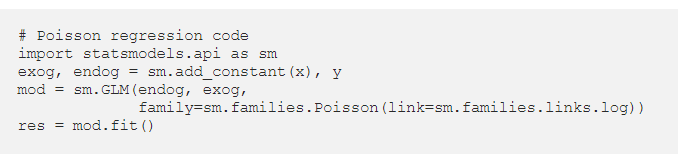 # Poisson regression code
import statsmodels.api as sm
exog, endog = sm.add_constant(x), y
mod = sm.GLM(endog, exog,
             family=sm.families.Poisson(link=sm.families.links.log))
res = mod.fit()